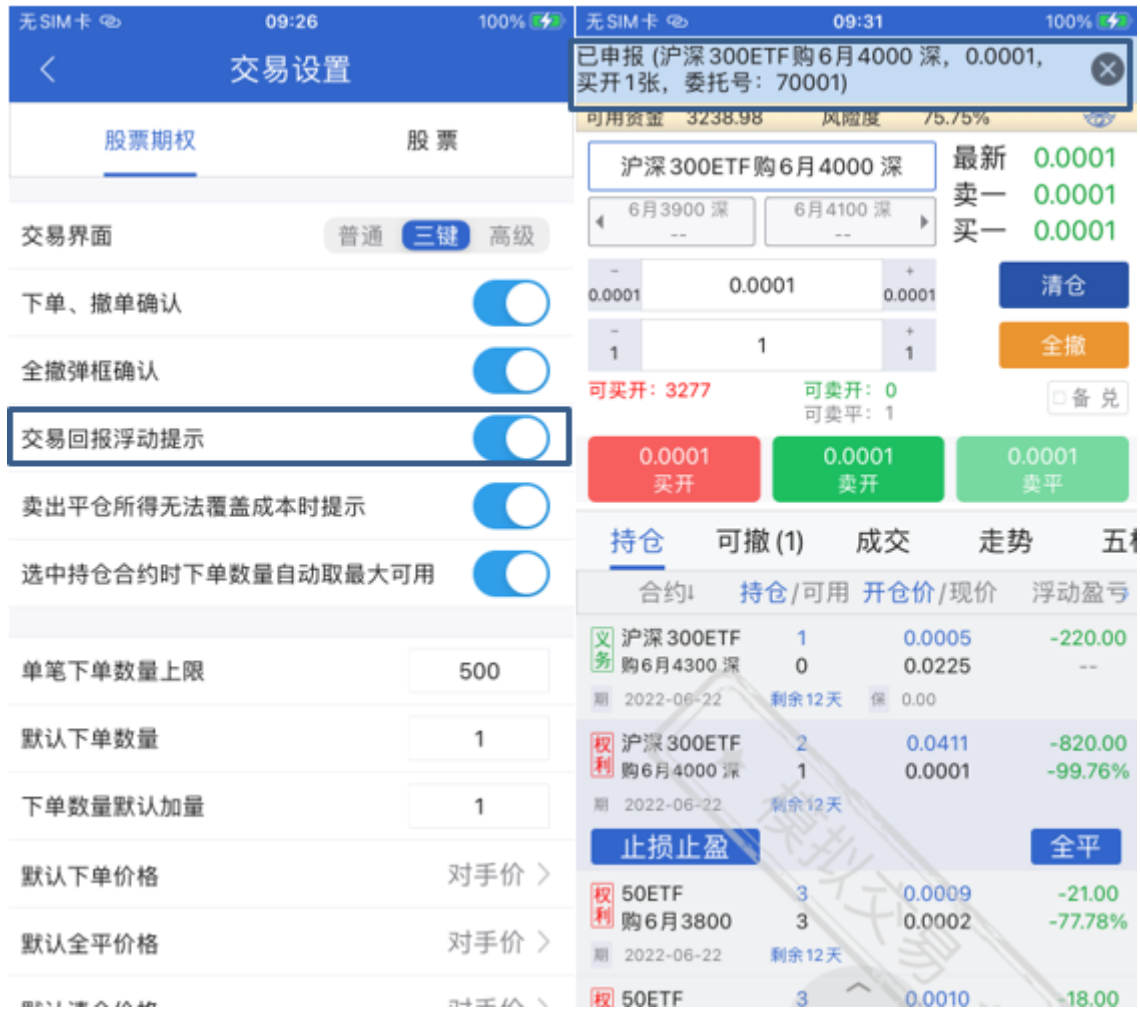 无SIM卡
09:26
100%
交易设置
股票期权
股 票
交易界面
普通
三键
高级
下单、撤单确认
全撤弹框确认
交易回报浮动提示
卖出平仓所得无法覆盖成本时提示
选中持仓合约时下单数量自动取最大可用
单笔下单数量上限
500
默认下单数量
1
下单数量默认加量
1
默认下单价格
对手价
默认全平价格
对手价
无SIM卡
09:31
100%
已申报 (沪深300ETF购6月4000 深, 0.0001,
买开1张, 委托号: 70001)
可用资金 3238.98 风险度 75.75%
沪深300ETF购6月4000 深
最新 0.0001
卖一 0.0001
买一 0.0001
6月3900 深
--
6月4100 深
--
-
0.0001
0.0001
+
0.0001
清仓
-
1
1
+
1
全撤
可买开: 3277
可卖开: 0
可卖平: 1
备 兑
0.0001
买开
0.0001
卖开
0.0001
卖平
持仓
可撤(1)
成交
走势
合约↓ 持仓/可用 开仓价/现价 浮动盈亏
义务
沪深300ETF 1 0.0005 -220.00
购6月4300 深 0 0.0225 --
期 2022-06-22 剩余12天 保 0.00
权利
沪深300ETF 2 0.0411 -820.00
购6月4000 深 1 0.0001 -99.76%
期 2022-06-22 剩余12天
止损止盈
全平
权利
50ETF 3 0.0009 -21.00
购6月3800 3 0.0002 -77.78%
期 2022-06-22 剩余12天
权
50ETF 3 0.0010 -18.00
模拟交易